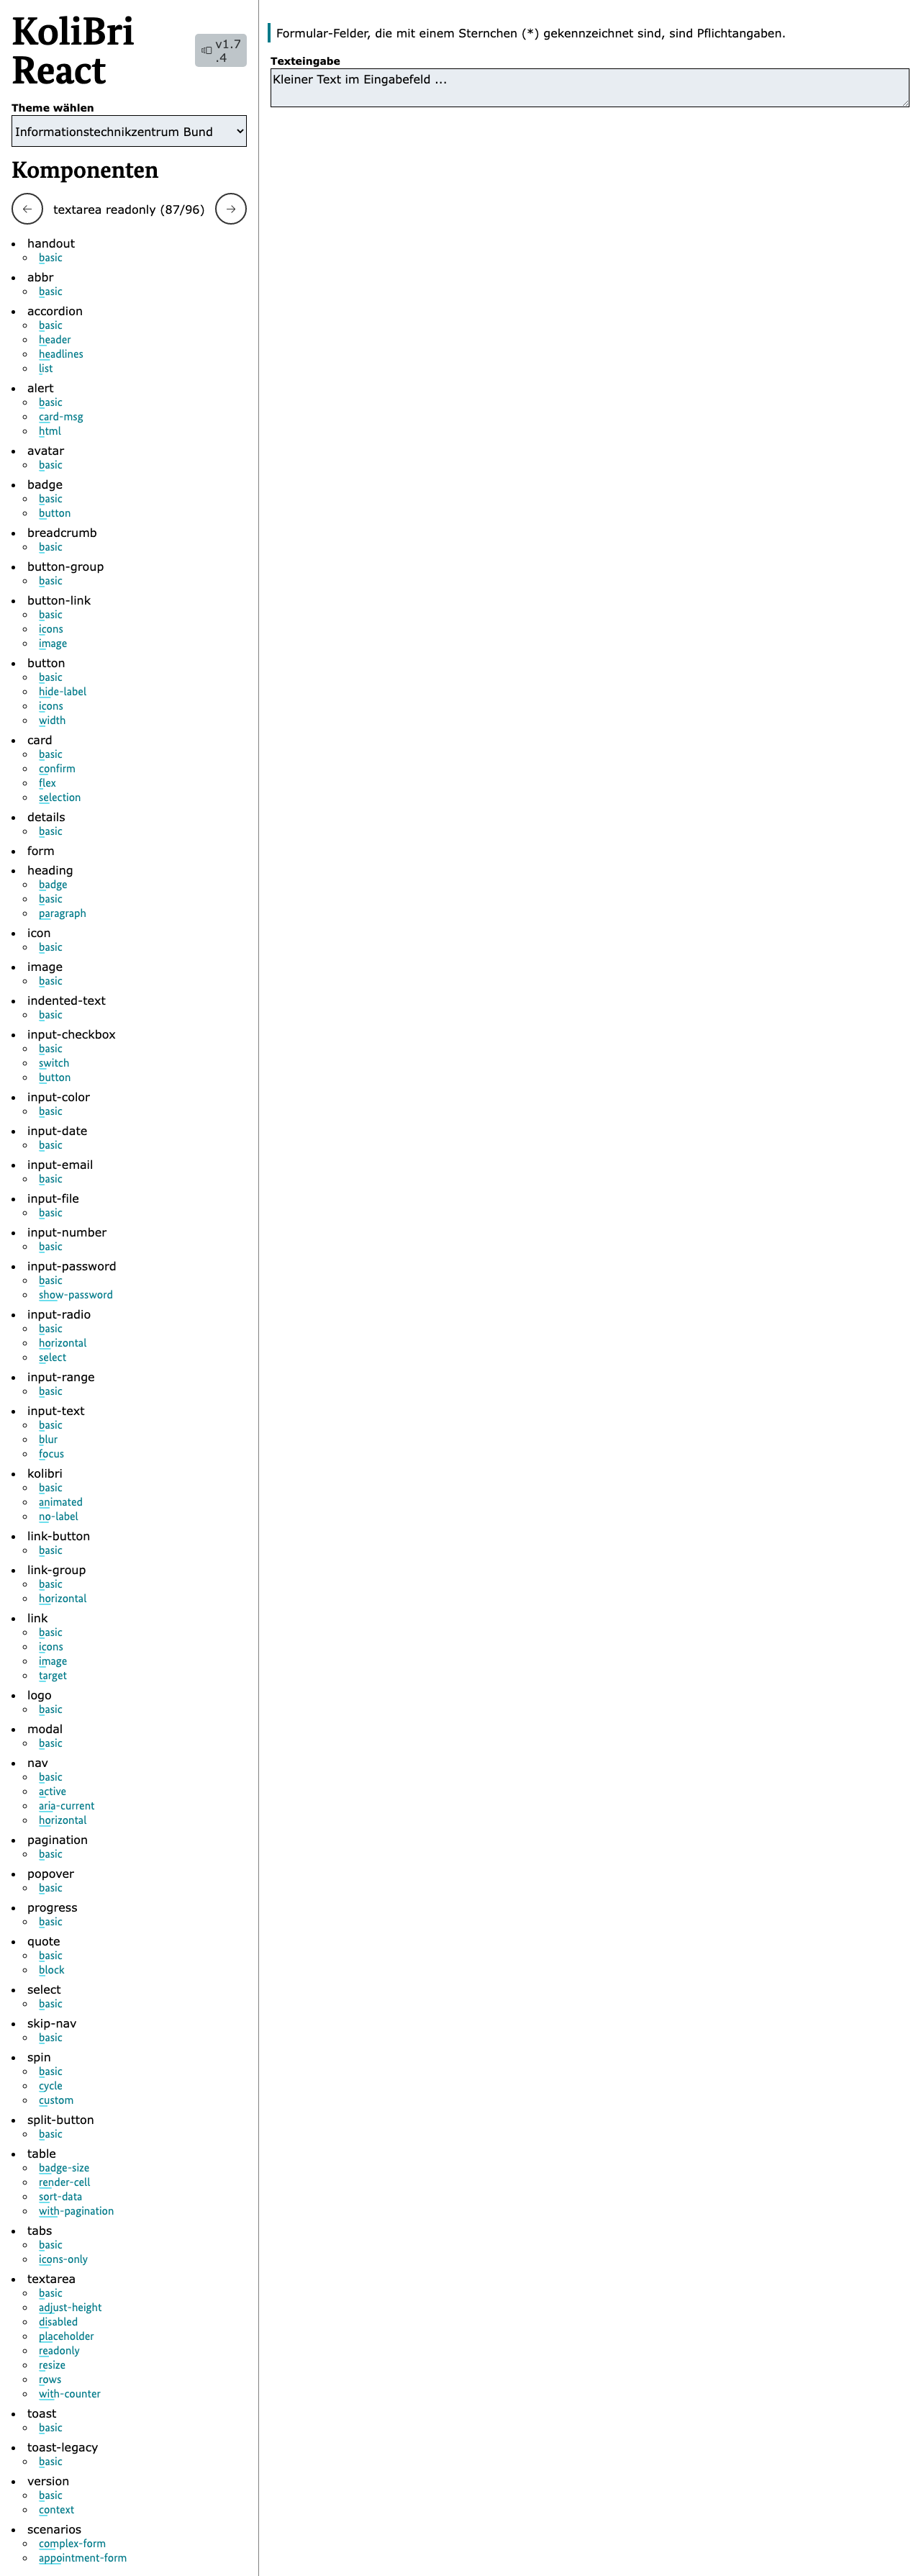 KoliBri
React
v1.7
.4
Theme wählen
Informationstechnikzentrum Bund
Komponenten
textarea readonly (87/96)
handout
basic
abbr
basic
accordion
basic
header
headlines
list
alert
basic
card-msg
html
avatar
basic
badge
basic
button
breadcrumb
basic
button-group
basic
button-link
basic
icons
image
button
basic
hide-label
icons
width
card
basic
confirm
flex
selection
details
basic
form
heading
badge
basic
paragraph
icon
basic
image
basic
indented-text
basic
input-checkbox
basic
switch
button
input-color
basic
input-date
basic
input-email
basic
input-file
basic
input-number
basic
input-password
basic
show-password
input-radio
basic
horizontal
select
input-range
basic
input-text
basic
blur
focus
kolibri
basic
animated
no-label
link-button
basic
link-group
basic
horizontal
link
basic
icons
image
target
logo
basic
modal
basic
nav
basic
active
aria-current
horizontal
pagination
basic
popover
basic
progress
basic
quote
basic
block
select
basic
skip-nav
basic
spin
basic
cycle
custom
split-button
basic
table
badge-size
render-cell
sort-data
with-pagination
tabs
basic
icons-only
textarea
basic
adjust-height
disabled
placeholder
readonly
resize
rows
with-counter
toast
basic
toast-legacy
basic
version
basic
context
scenarios
complex-form
appointment-form
Formular-Felder, die mit einem Sternchen (*) gekennzeichnet sind, sind Pflichtangaben.
Texteingabe
Kleiner Text im Eingabefeld ...